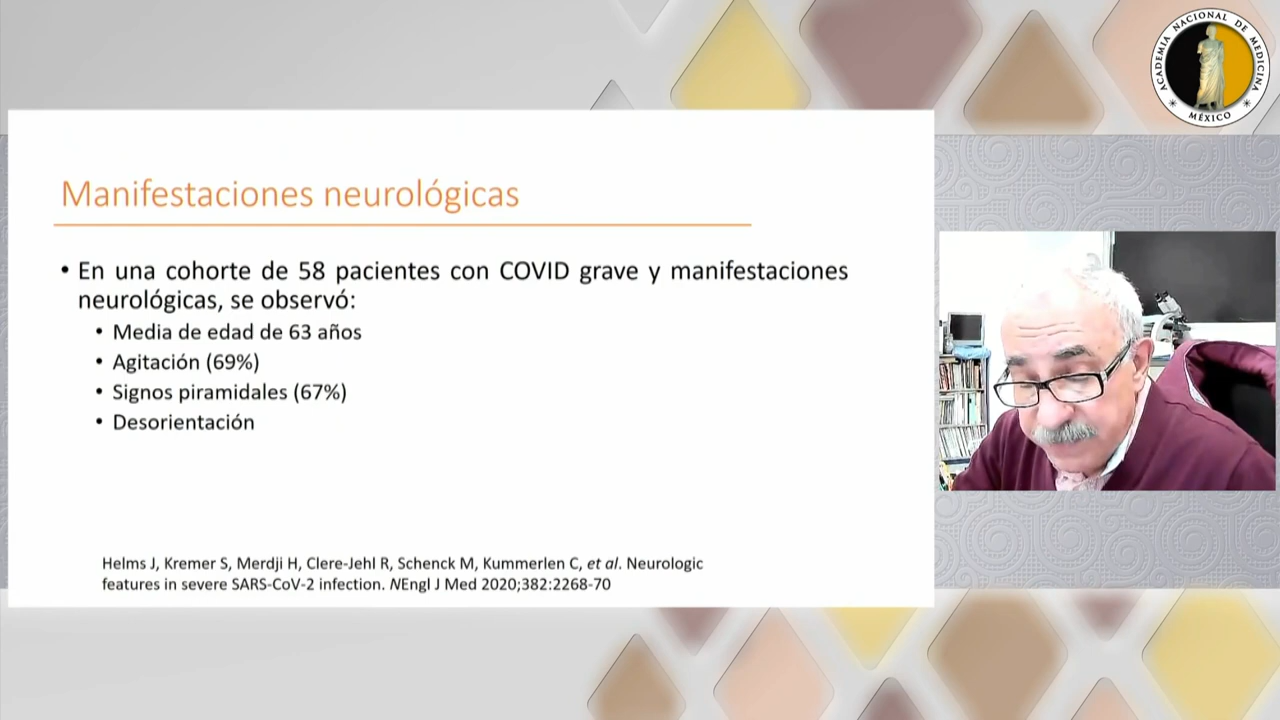 ACADEMIA NACIONAL DE MEDICINA
MÉXICO
Manifestaciones neurológicas
• En una cohorte de 58 pacientes con COVID grave y manifestaciones
neurológicas, se observó:
• Media de edad de 63 años
• Agitación (69%)
• Signos piramidales (67%)
• Desorientación
Helms J, Kremer S, Merdji H, Clere-Jehl R, Schenck M, Kummerlen C, et al. Neurologic
features in severe SARS-CoV-2 infection. NEngl J Med 2020;382:2268-70